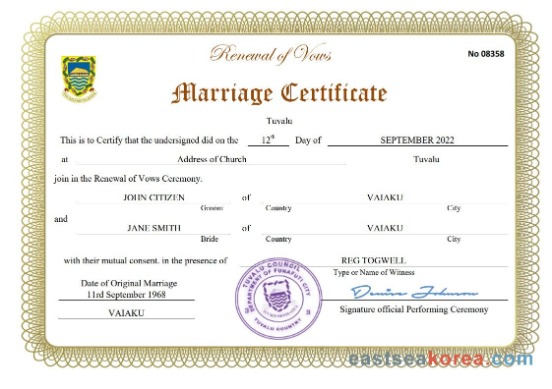 Renewal of Vows
No 08358
Marriage Certificate
Tuvalu
This is to Certify that the undersigned did on the 12th Day of SEPTEMBER 2022
at Address of Church Tuvalu
join in the Renewal of Vows Ceremony.
JOHN CITIZEN of VAIAKU
Groom Country City
and
JANE SMITH of VAIAKU
Bride Country City
with their mutual consent. in the presence of REG TOGWELL
Type or Name of Witness
Date of Original Marriage
11rd September 1968
VAIAKU
TUVALU COUNCIL
DEPARTMENT OF FUNAFUTI CITY
TUVALU COUNTRY
Denise Johnson
Signature official Performing Ceremony
eastseakorea.com